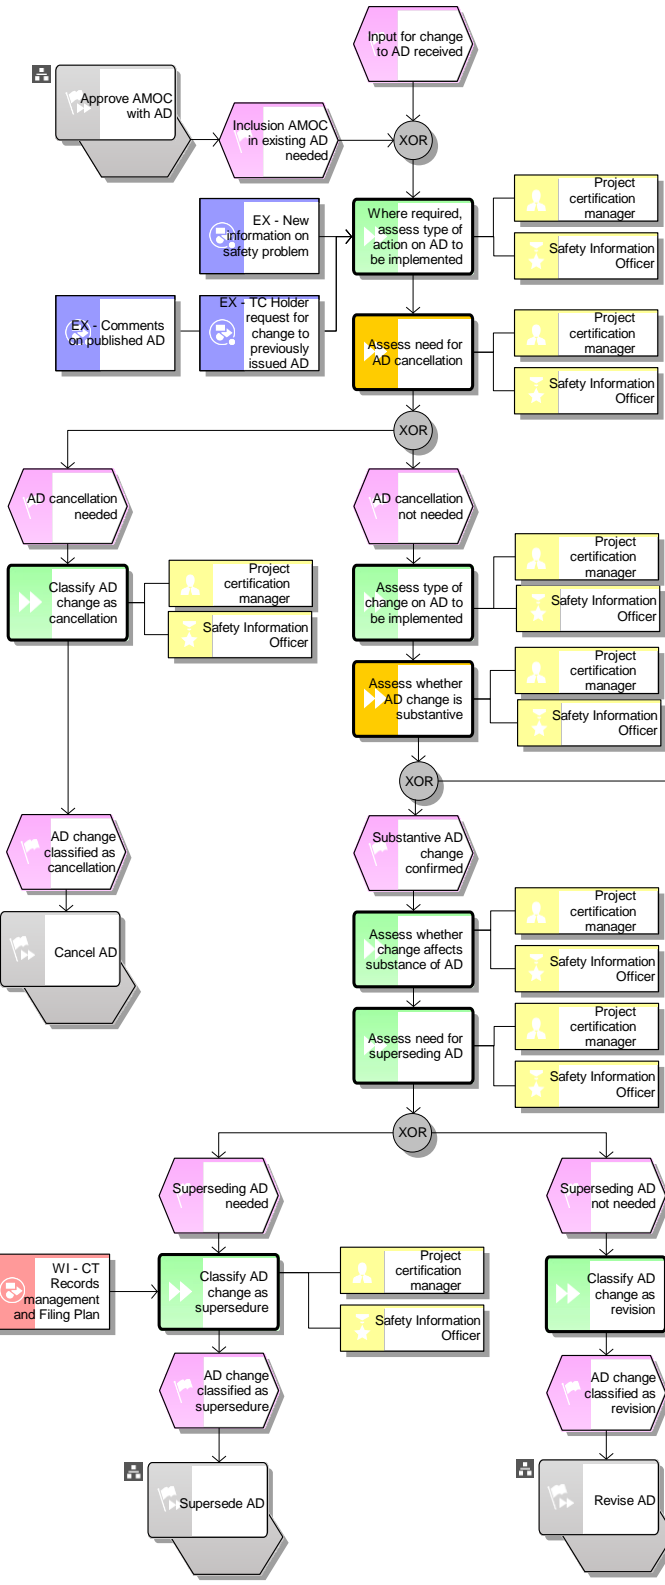 Input for change
to AD received
Approve AMOC
with AD
Inclusion AMOC
in existing AD
needed
XOR
EX - New
information on
safety problem
Where required,
assess type of
action on AD to
be implemented
Project
certification
manager
Safety Information
Officer
EX - Comments
on published AD
EX - TC Holder
request for
change to
previously
issued AD
Assess need for
AD cancellation
Project
certification
manager
Safety Information
Officer
XOR
AD cancellation
needed
AD cancellation
not needed
Classify AD
change as
cancellation
Project
certification
manager
Safety Information
Officer
Assess type of
change on AD to
be implemented
Project
certification
manager
Safety Information
Officer
Assess whether
AD change is
substantive
Project
certification
manager
Safety Information
Officer
XOR
AD change
classified as
cancellation
Substantive AD
change
confirmed
Cancel AD
Assess whether
change affects
substance of AD
Project
certification
manager
Safety Information
Officer
Assess need for
superseding AD
Project
certification
manager
Safety Information
Officer
XOR
Superseding AD
needed
Superseding AD
not needed
WI - CT
Records
management
and Filing Plan
Classify AD
change as
supersedure
Project
certification
manager
Safety Information
Officer
Classify AD
change as
revision
AD change
classified as
supersedure
AD change
classified as
revision
Supersede AD
Revise AD